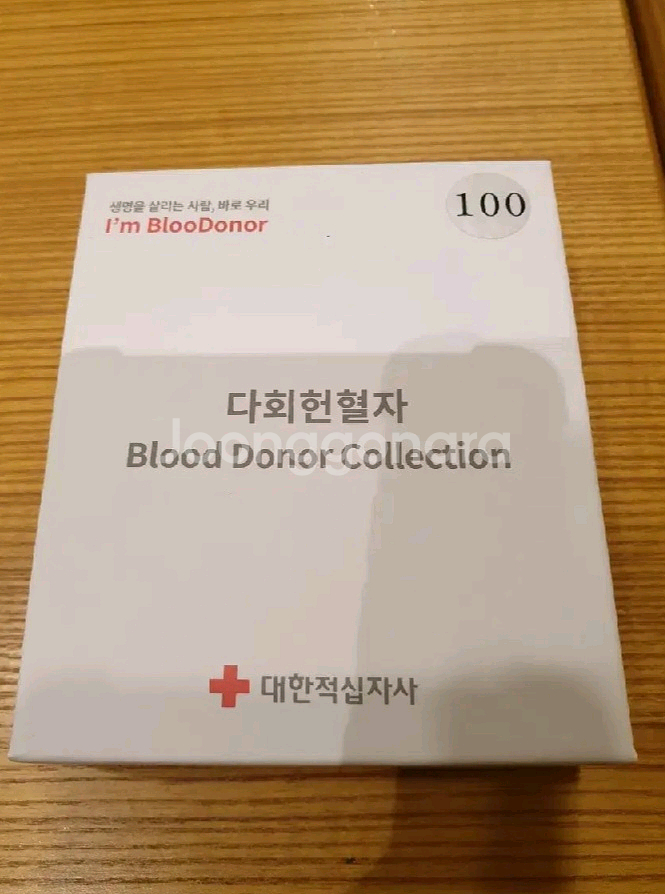 생명을 살리는 사람, 바로 우리
I'm BlooDonor
100
다회헌혈자
joonggonara
Blood Donor Collection
대한적십자사